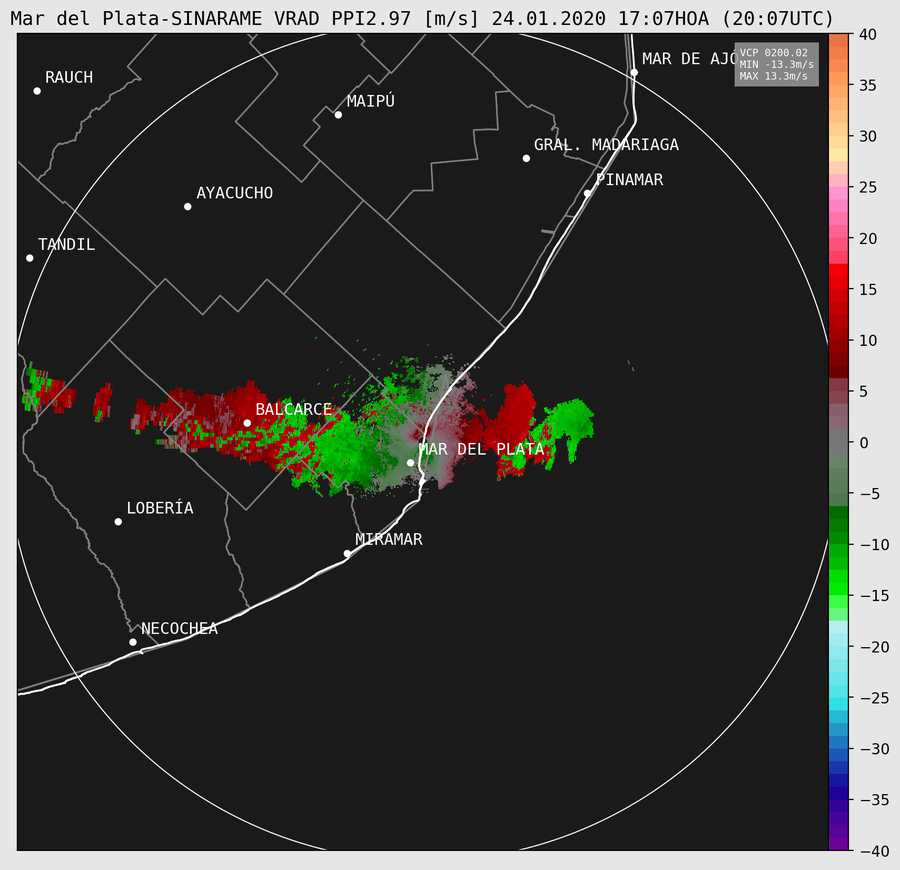 Mar del Plata-SINARAME VRAD PPI2.97 [m/s] 24.01.2020 17:07HOA (20:07UTC)
VCP 0200.02
MIN -13.3m/s
MAX 13.3m/s
MAR DE AJÓ
RAUCH
MAIPÚ
GRAL. MADARIAGA
PINAMAR
AYACUCHO
TANDIL
BALCARCE
MAR DEL PLATA
LOBERÍA
MIRAMAR
NECOCHEA
40
35
30
25
20
15
10
5
0
−5
−10
−15
−20
−25
−30
−35
−40